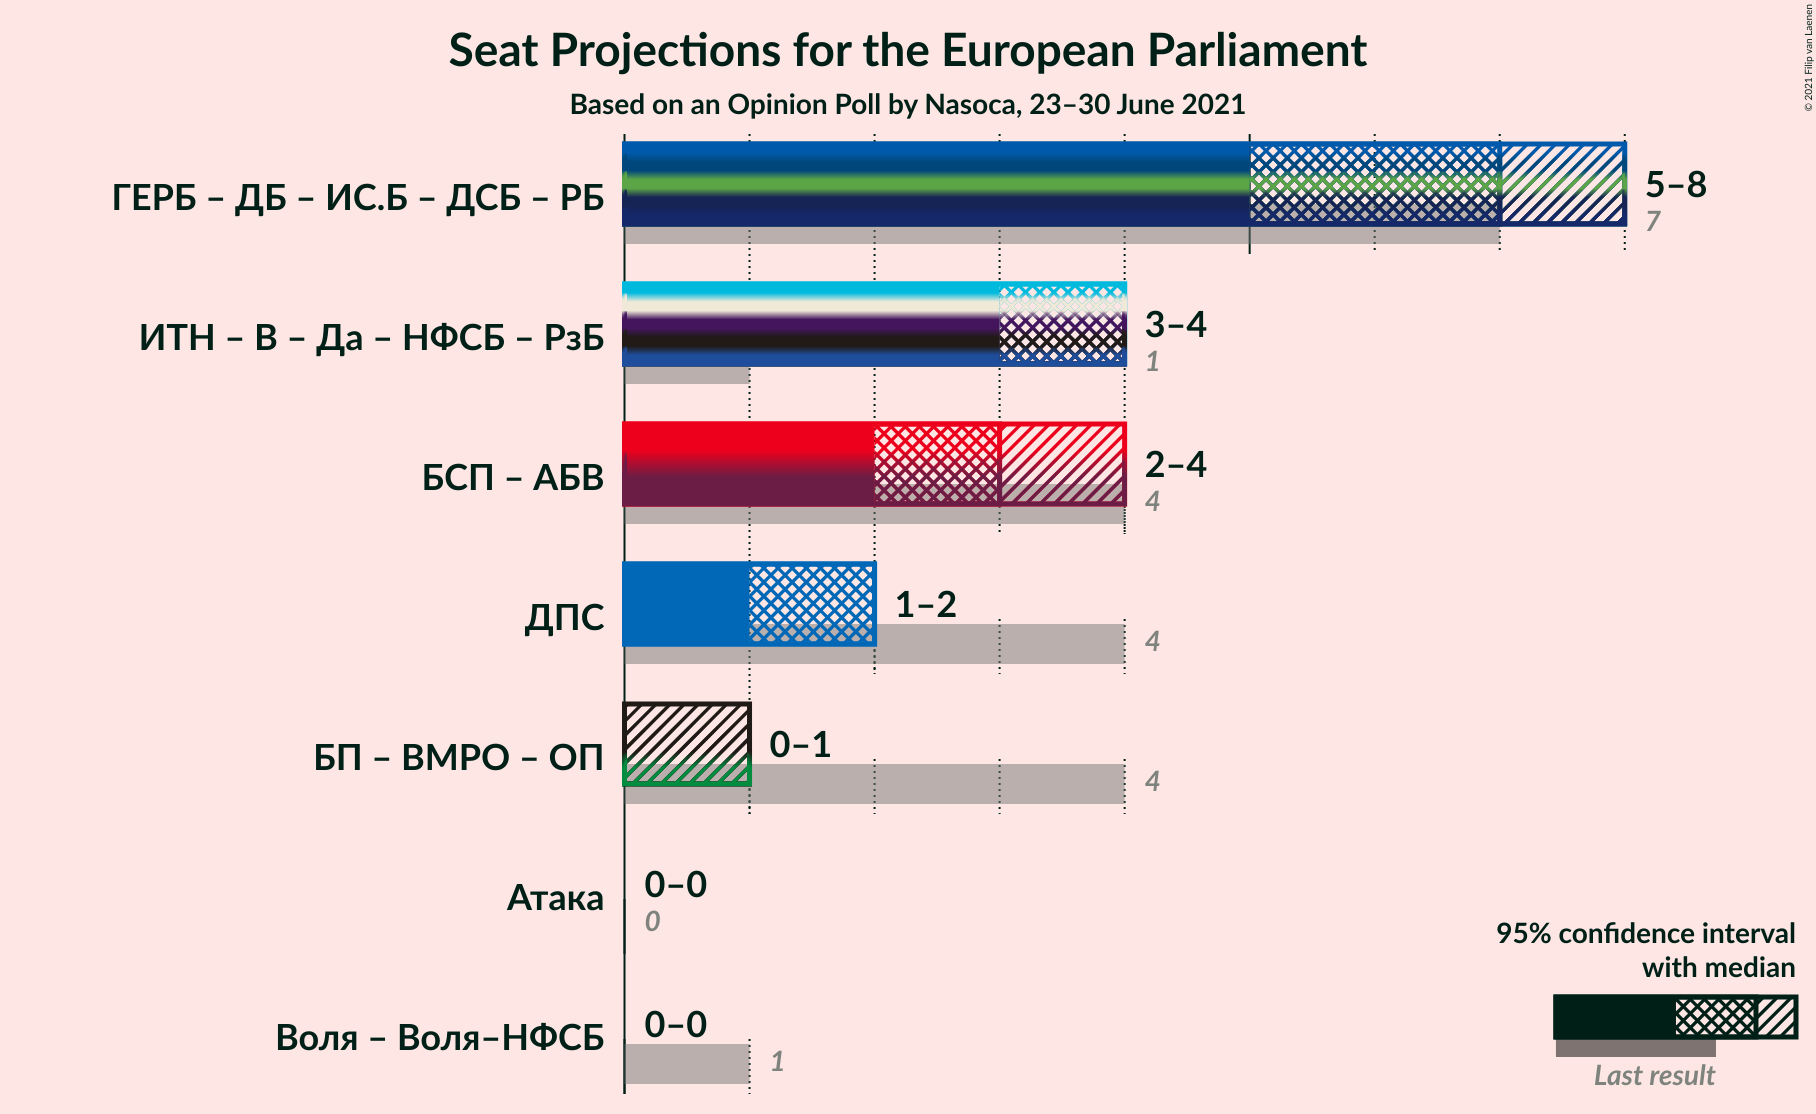 Seat Projections for the European Parliament
Based on an Opinion Poll by Nasoca, 23–30 June 2021
© 2021 Filip van Laenen
ГЕРБ – ДБ – ИС.Б – ДСБ – РБ
5–8
7
ИТН – В – Да – НФСБ – РзБ
3–4
1
БСП – АБВ
2–4
4
ДПС
1–2
4
БП – ВМРО – ОП
0–1
4
Атака
0–0
0
Воля – Воля–НФСБ
0–0
1
95% confidence interval
with median
Last result